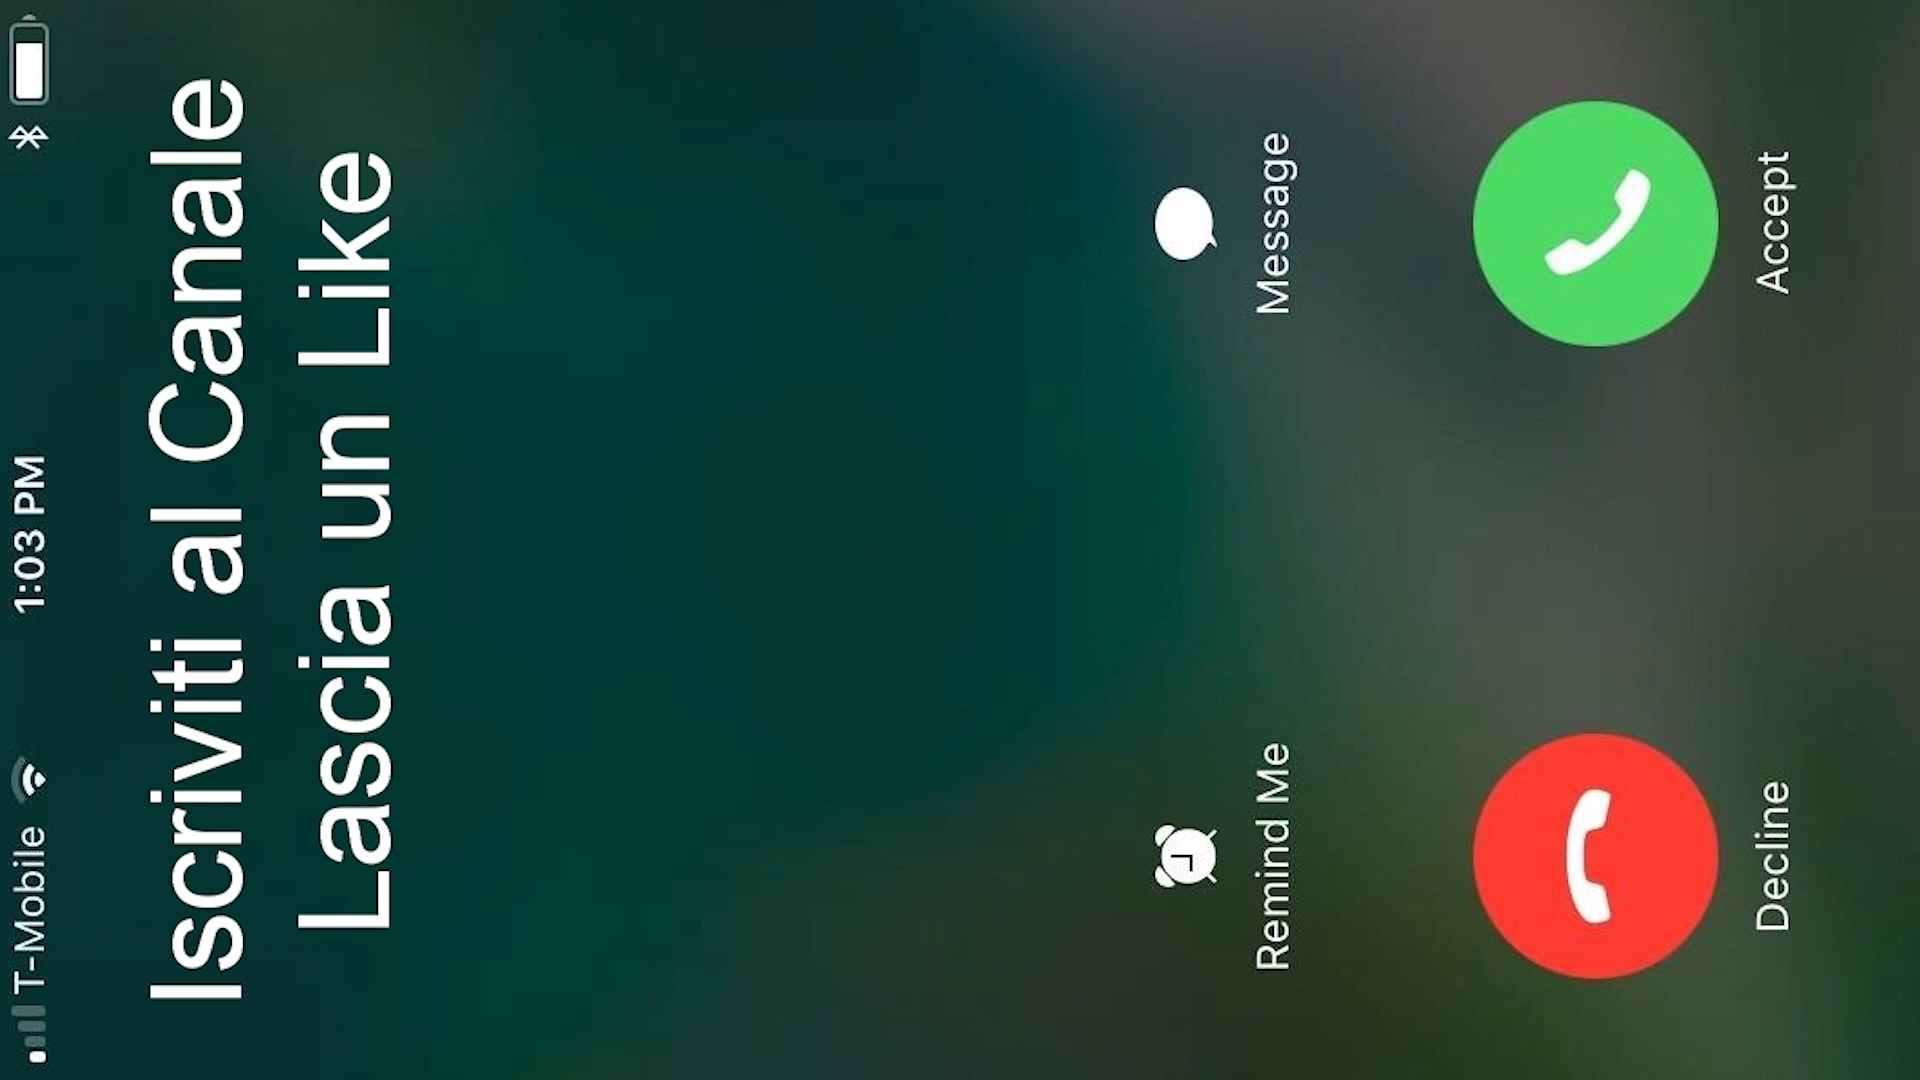 T-Mobile 1:03 PM
Iscriviti al Canale
Lascia un Like
Remind Me Message
Decline Accept